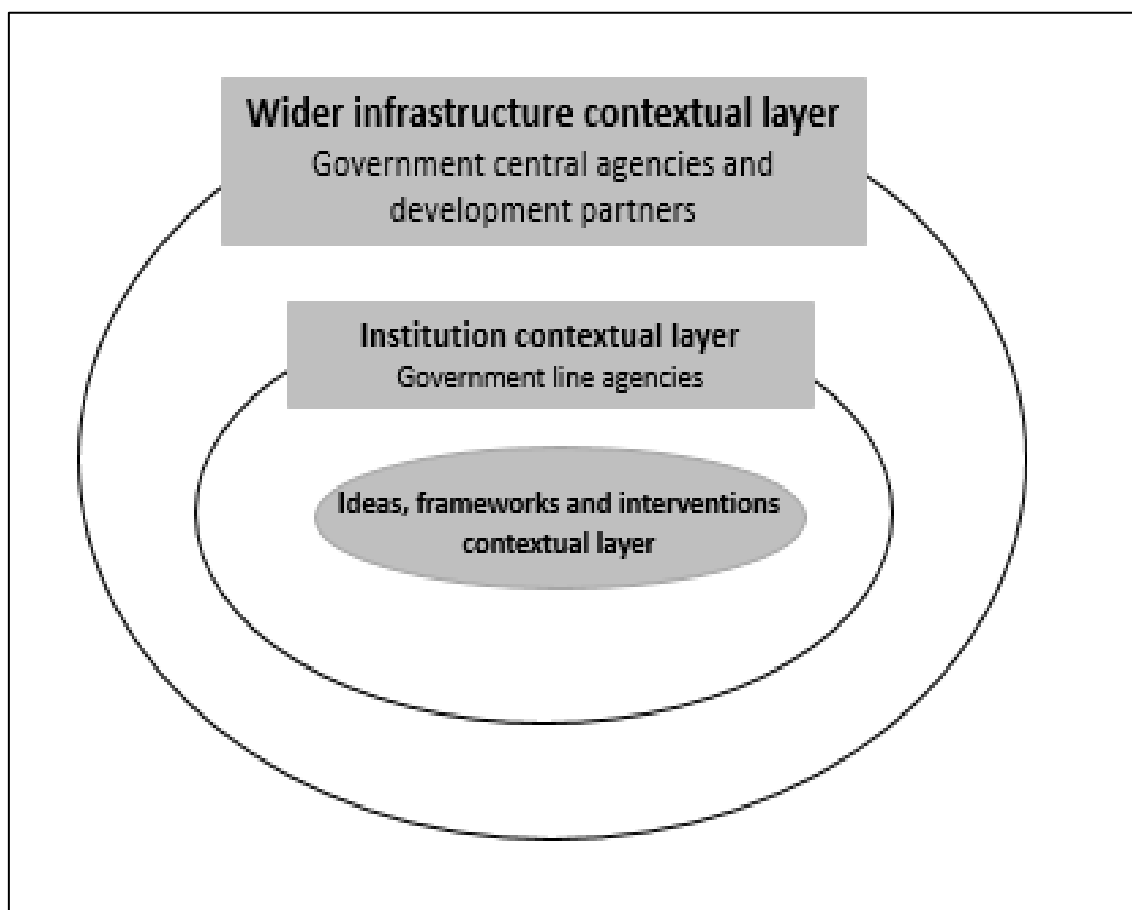 Wider infrastructure contextual layer
Government central agencies and
development partners
Institution contextual layer
Government line agencies
Ideas, frameworks and interventions
contextual layer